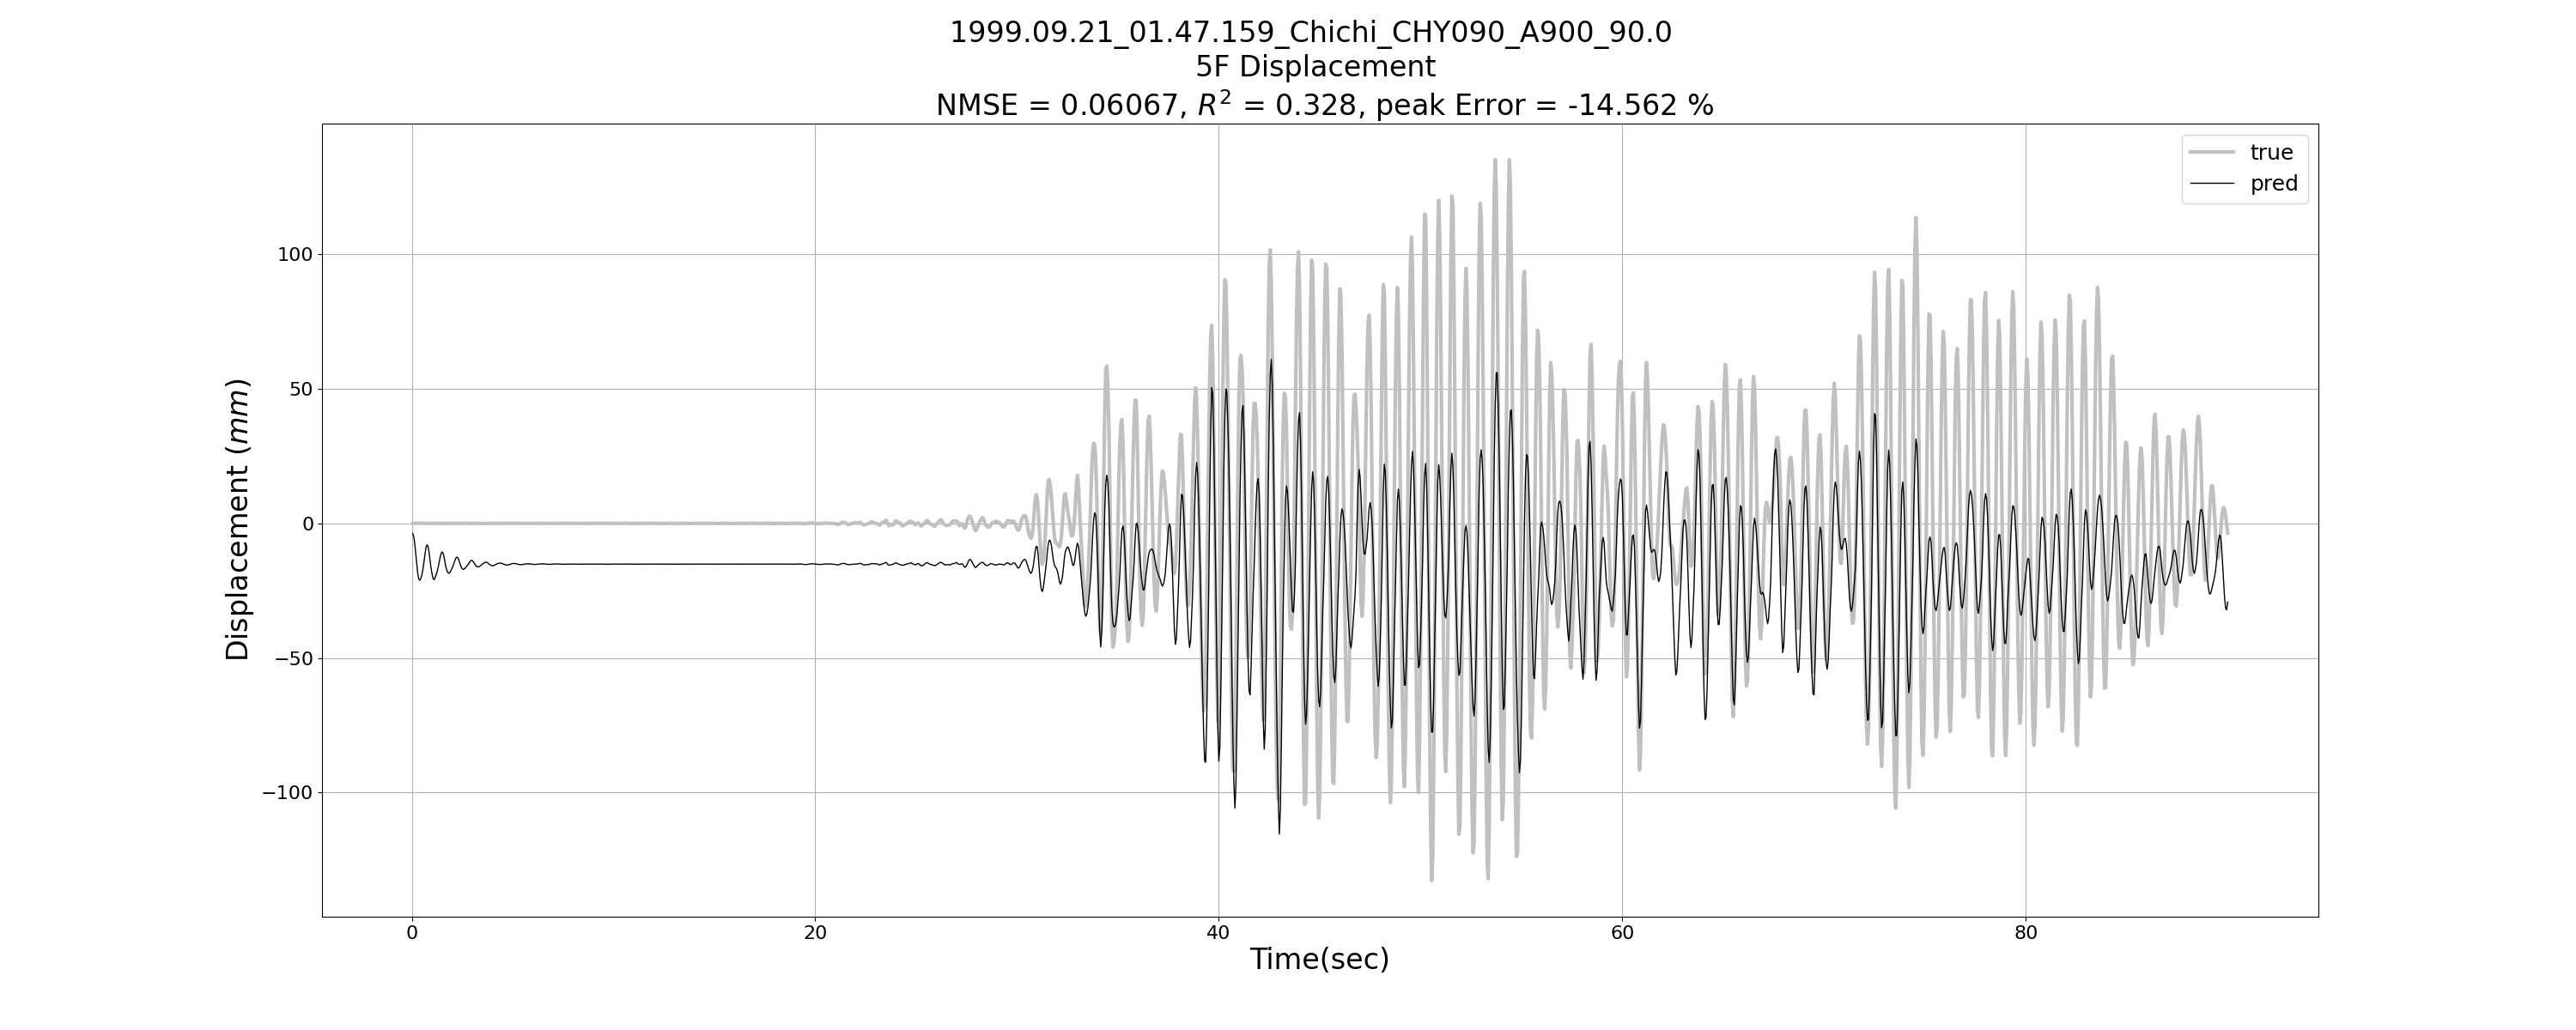 1999.09.21_01.47.159_Chichi_CHY090_A900_90.0
5F Displacement
NMSE = 0.06067, R² = 0.328, peak Error = -14.562 %
true
pred
Displacement (mm)
100
50
0
−50
−100
0
20
40
60
80
Time(sec)